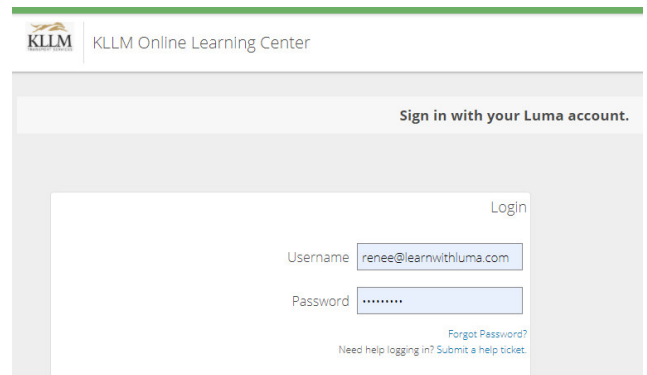 KLLM
KLLM Online Learning Center
Sign in with your Luma account.
Login
Username renee@learnwithluma.com
Password •••••••••
Forgot Password?
Need help logging in? Submit a help ticket.